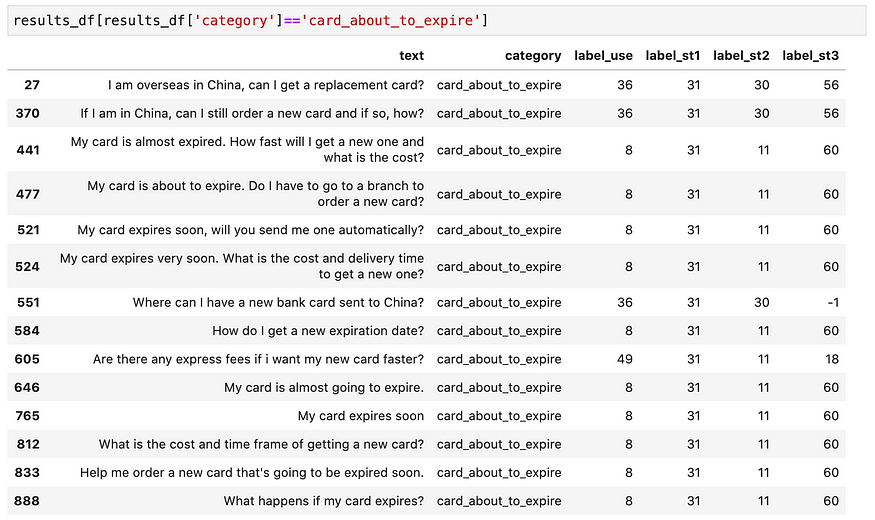 results_df[results_df['category']=='card_about_to_expire']
text category label_use label_st1 label_st2 label_st3
27 I am overseas in China, can I get a replacement card? card_about_to_expire 36 31 30 56
370 If I am in China, can I still order a new card and if so, how? card_about_to_expire 36 31 30 56
441 My card is almost expired. How fast will I get a new one and
what is the cost? card_about_to_expire 8 31 11 60
477 My card is about to expire. Do I have to go to a branch to
order a new card? card_about_to_expire 8 31 11 60
521 My card expires soon, will you send me one automatically? card_about_to_expire 8 31 11 60
524 My card expires very soon. What is the cost and delivery time
to get a new one? card_about_to_expire 8 31 11 60
551 Where can I have a new bank card sent to China? card_about_to_expire 36 31 30 -1
584 How do I get a new expiration date? card_about_to_expire 8 31 11 60
605 Are there any express fees if i want my new card faster? card_about_to_expire 49 31 11 18
646 My card is almost going to expire. card_about_to_expire 8 31 11 60
765 My card expires soon card_about_to_expire 8 31 11 60
812 What is the cost and time frame of getting a new card? card_about_to_expire 8 31 11 60
833 Help me order a new card that's going to be expired soon. card_about_to_expire 8 31 11 60
888 What happens if my card expires? card_about_to_expire 8 31 11 60